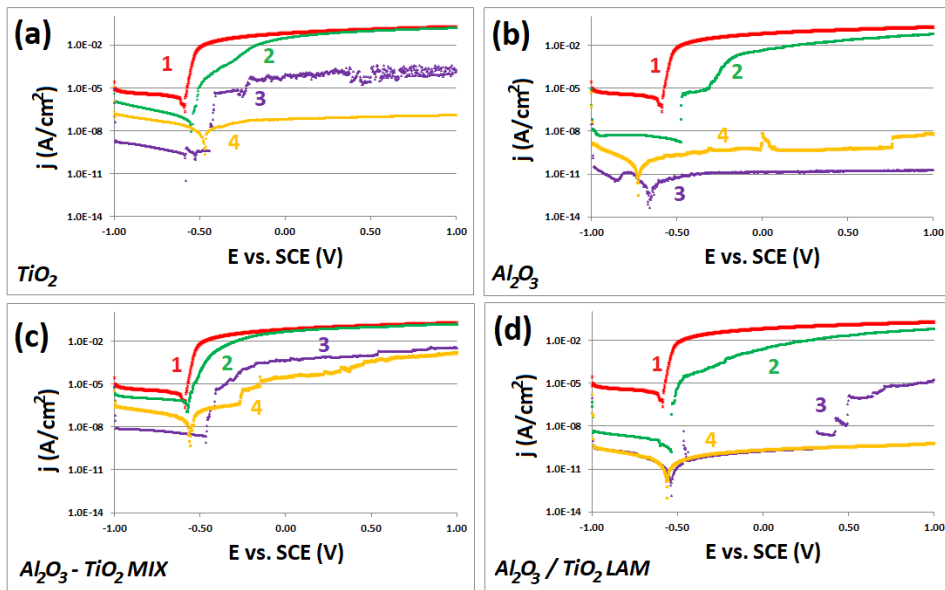 (a)
j (A/cm²)
1.0E-02
1.0E-05
1.0E-08
1.0E-11
1.0E-14
1
2
3
4
-1.00 -0.50 0.00 0.50 1.00
E vs. SCE (V)
TiO₂
(b)
j (A/cm²)
1.0E-02
1.0E-05
1.0E-08
1.0E-11
1.0E-14
1
2
4
3
-1.00 -0.50 0.00 0.50 1.00
E vs. SCE (V)
Al₂O₃
(c)
j (A/cm²)
1.0E-02
1.0E-05
1.0E-08
1.0E-11
1.0E-14
1
2
3
4
-1.00 -0.50 0.00 0.50 1.00
E vs. SCE (V)
Al₂O₃ - TiO₂ MIX
(d)
j (A/cm²)
1.0E-02
1.0E-05
1.0E-08
1.0E-11
1.0E-14
1
2
3
4
-1.00 -0.50 0.00 0.50 1.00
E vs. SCE (V)
Al₂O₃ / TiO₂ LAM